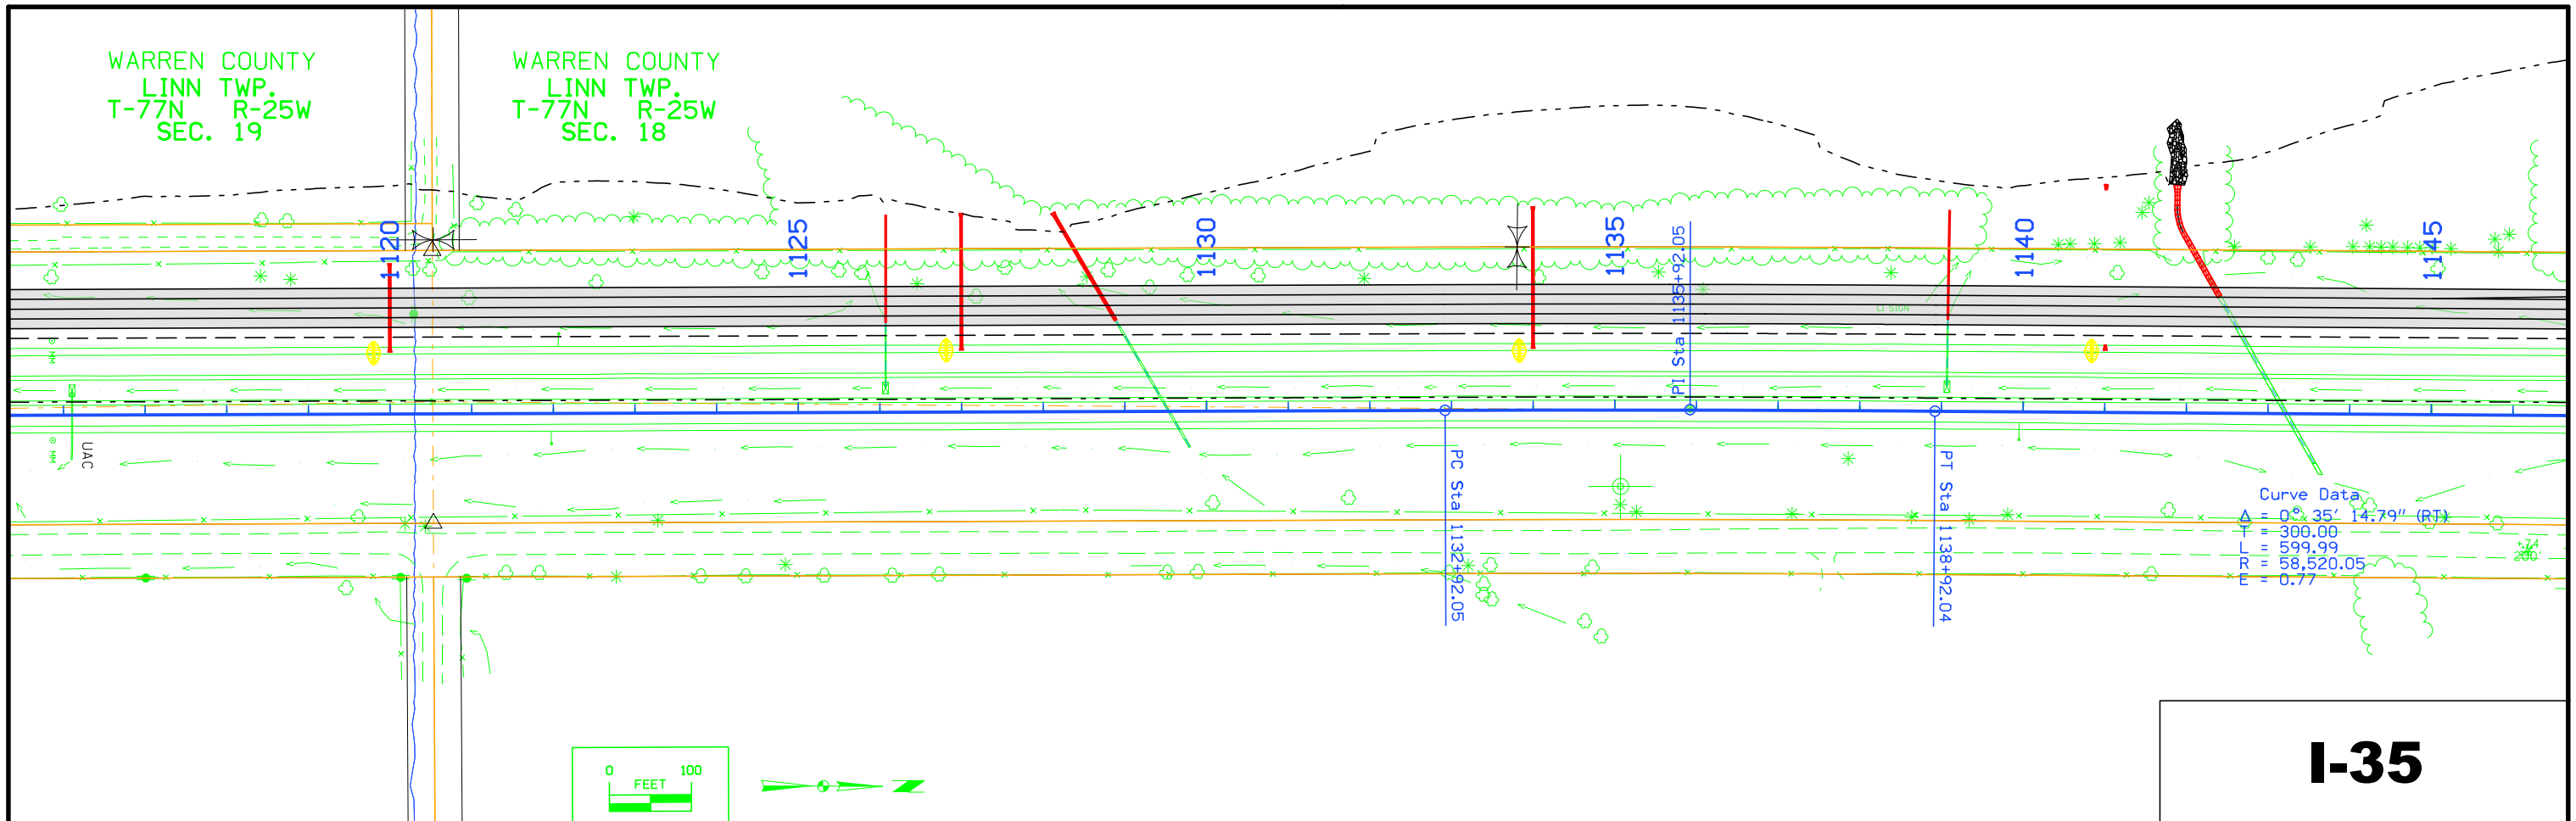 WARREN COUNTY
LINN TWP.
T-77N R-25W
SEC. 19
WARREN COUNTY
LINN TWP.
T-77N R-25W
SEC. 18
1120
1125
1130
1135
1140
1145
PI Sta 1135+92.05
SIGN
MM
MM
UAC
PC Sta 1132+92.05
PT Sta 1138+92.04
Curve Data
Δ = 0° 35' 14.79" (RT)
T = 300.00
L = 599.99
R = 58,520.05
E = 0.77
0 100
FEET
I-35